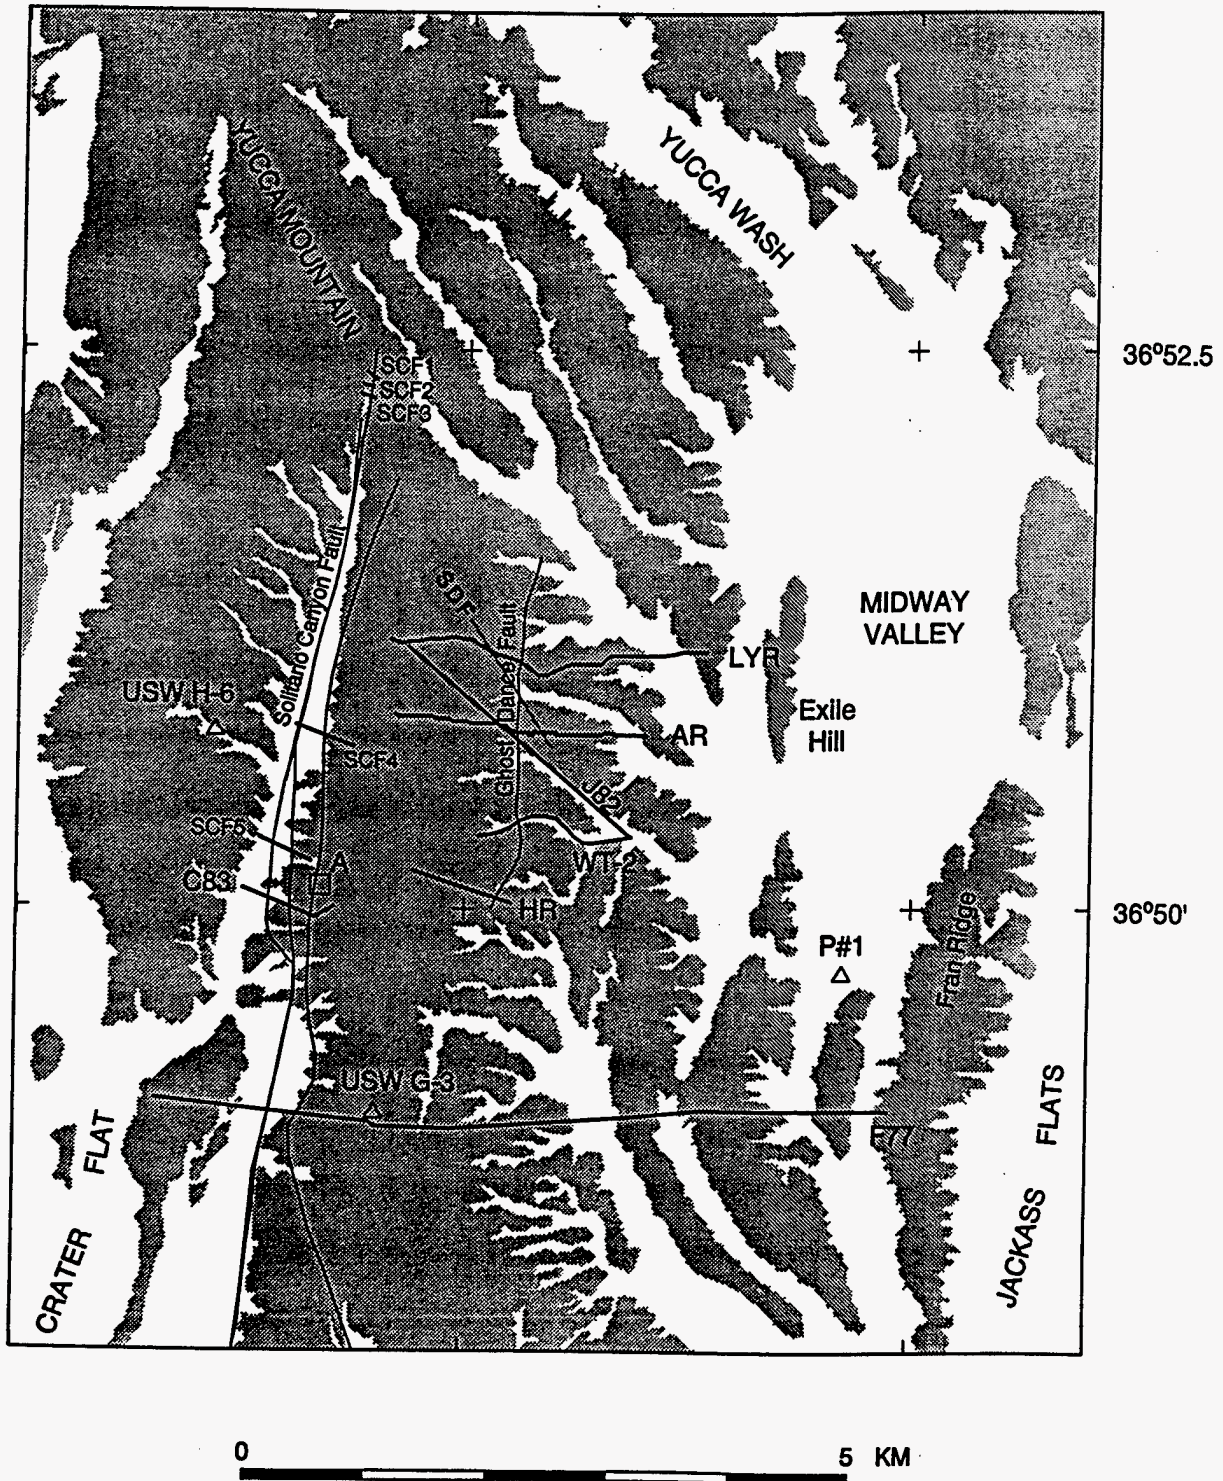 YUCCA MOUNTAIN
YUCCA WASH
36°52.5
SCF
SCF2
SCF3
Solitario Canyon Fault
SDF
Ghost Dance Fault
MIDWAY
VALLEY
LYR
USW H-6
Exile
Hill
AR
SCF4
J82
SCF5
A
WT-2
C83
HR
36°50'
Fran Ridge
P#1
USW G-3
F77
CRATER FLAT
JACKASS FLATS
0
5 KM